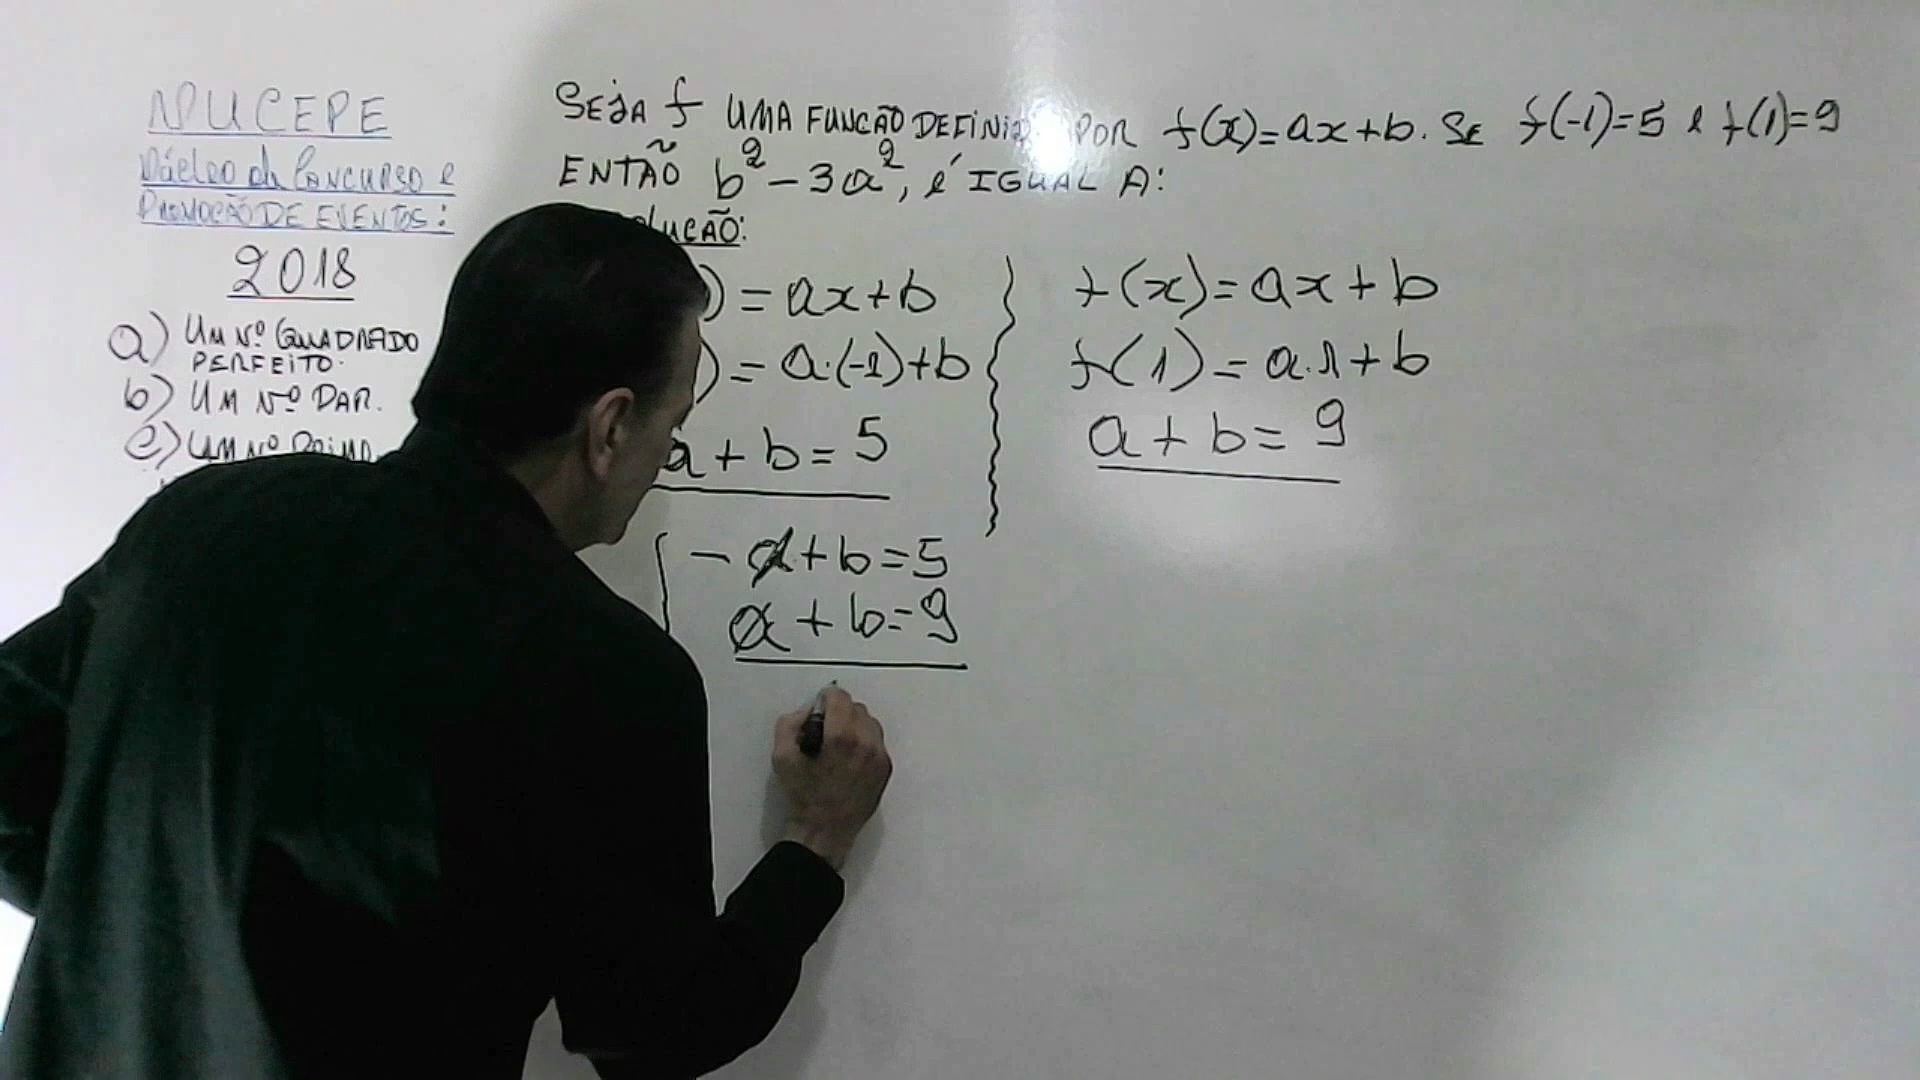 NUCEPE
Núcleo de Concurso e
Promoção DE EVENTOS:
2018
a) UM Nº QUADRADO
PERFEITO.
b) UM Nº PAR.
c) UM Nº PRIMO
SEJA f UMA FUNÇÃO DEFINID POR f(x)=ax+b. SE f(-1)=5 e f(1)=9
ENTÃO b²-3a², é IGUAL A:
lUÇÃO:
)=ax+b
)=a.(-1)+b
a+b=5
-a+b=5
a+b=9
f(x)=ax+b
f(1)=a.1+b
a+b=9